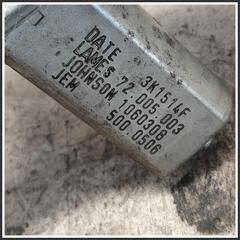 DATE 3K1514F
LAMES 72.005.003
JOHNSON 1060308
JEM 500.0506